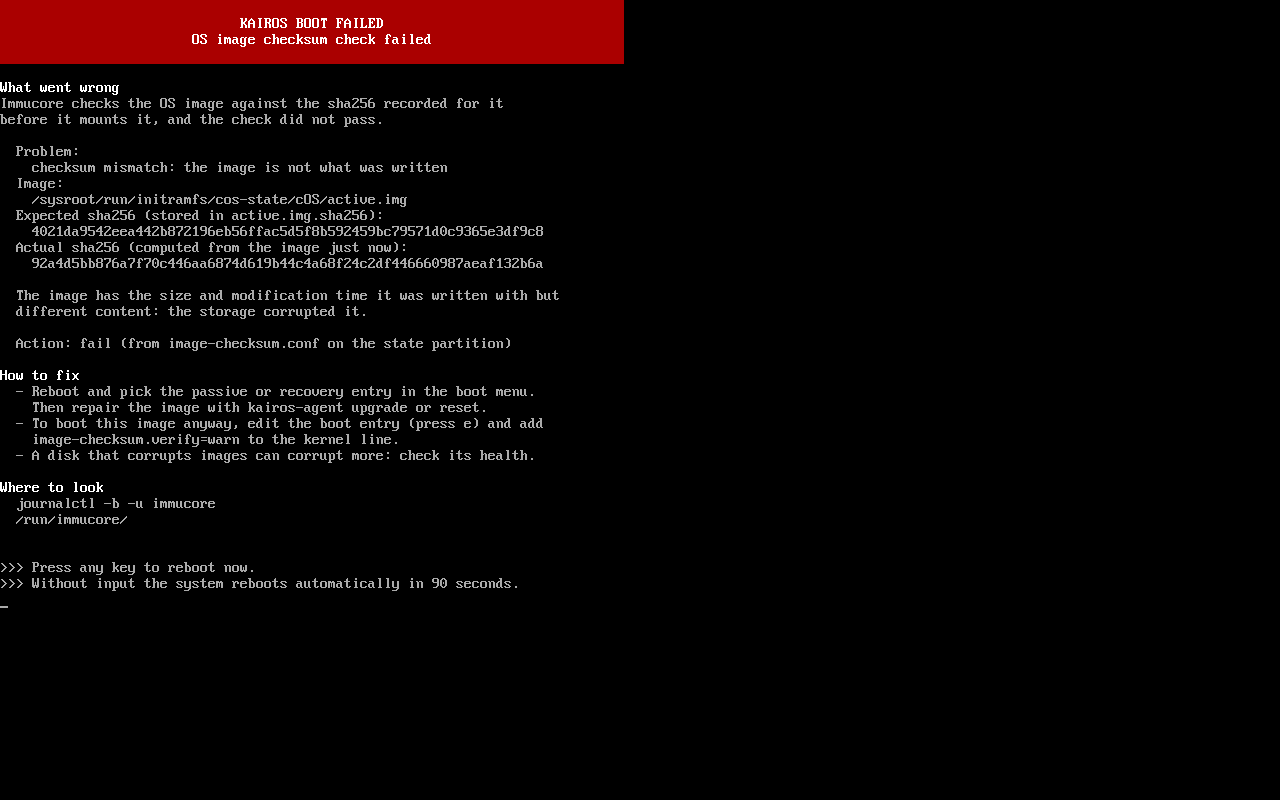 KAIROS BOOT FAILED
OS image checksum check failed
What went wrong
Immucore checks the OS image against the sha256 recorded for it
before it mounts it, and the check did not pass.
Problem:
checksum mismatch: the image is not what was written
Image:
/sysroot/run/initramfs/cos-state/cOS/active.img
Expected sha256 (stored in active.img.sha256):
4021da9542eea442b872196eb56ffac5d5f8b592459bc79571d0c9365e3df9c8
Actual sha256 (computed from the image just now):
92a4d5bb876a7f70c446aa6874d619b44c4a68f24c2df446660987aeaf132b6a
The image has the size and modification time it was written with but
different content: the storage corrupted it.
Action: fail (from image-checksum.conf on the state partition)
How to fix
- Reboot and pick the passive or recovery entry in the boot menu.
Then repair the image with kairos-agent upgrade or reset.
- To boot this image anyway, edit the boot entry (press e) and add
image-checksum.verify=warn to the kernel line.
- A disk that corrupts images can corrupt more: check its health.
Where to look
journalctl -b -u immucore
/run/immucore/
>>> Press any key to reboot now.
>>> Without input the system reboots automatically in 90 seconds.